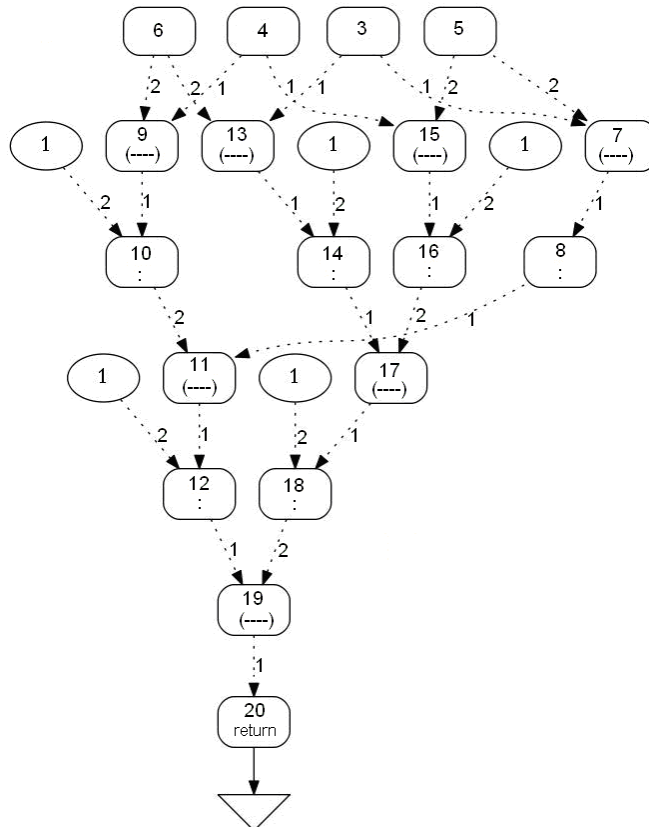 6 4 3 5
2 2 1 1 2 1 1 2
1 9 13 1 15 1 7
(----) (----) (----) (----)
2 1 1 2 1 2 1
10 14 16 8
: : : :
2 1 2 1
1 11 1 17
(----) (----)
2 1 2 1
12 18
: :
1 2
19
(----)
1
20
return